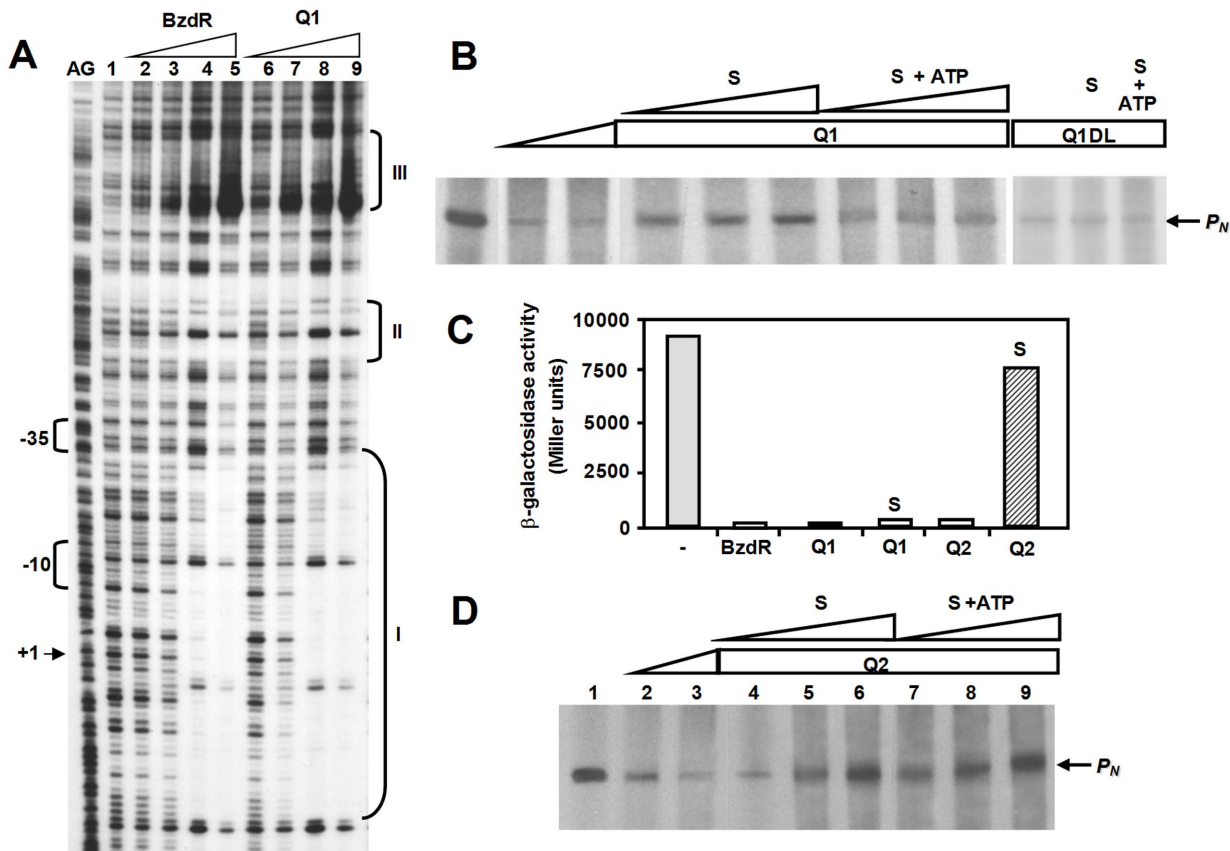 A
BzdR Q1
AG 1 2 3 4 5 6 7 8 9
III
II
-35
-10
I
+1
B
S S + ATP S S + ATP
Q1 Q1DL
PN
C
β-galactosidase activity
(Miller units)
10000
7500
5000
2500
0
S
S
- BzdR Q1 Q1 Q2 Q2
D
S S +ATP
Q2
1 2 3 4 5 6 7 8 9
PN